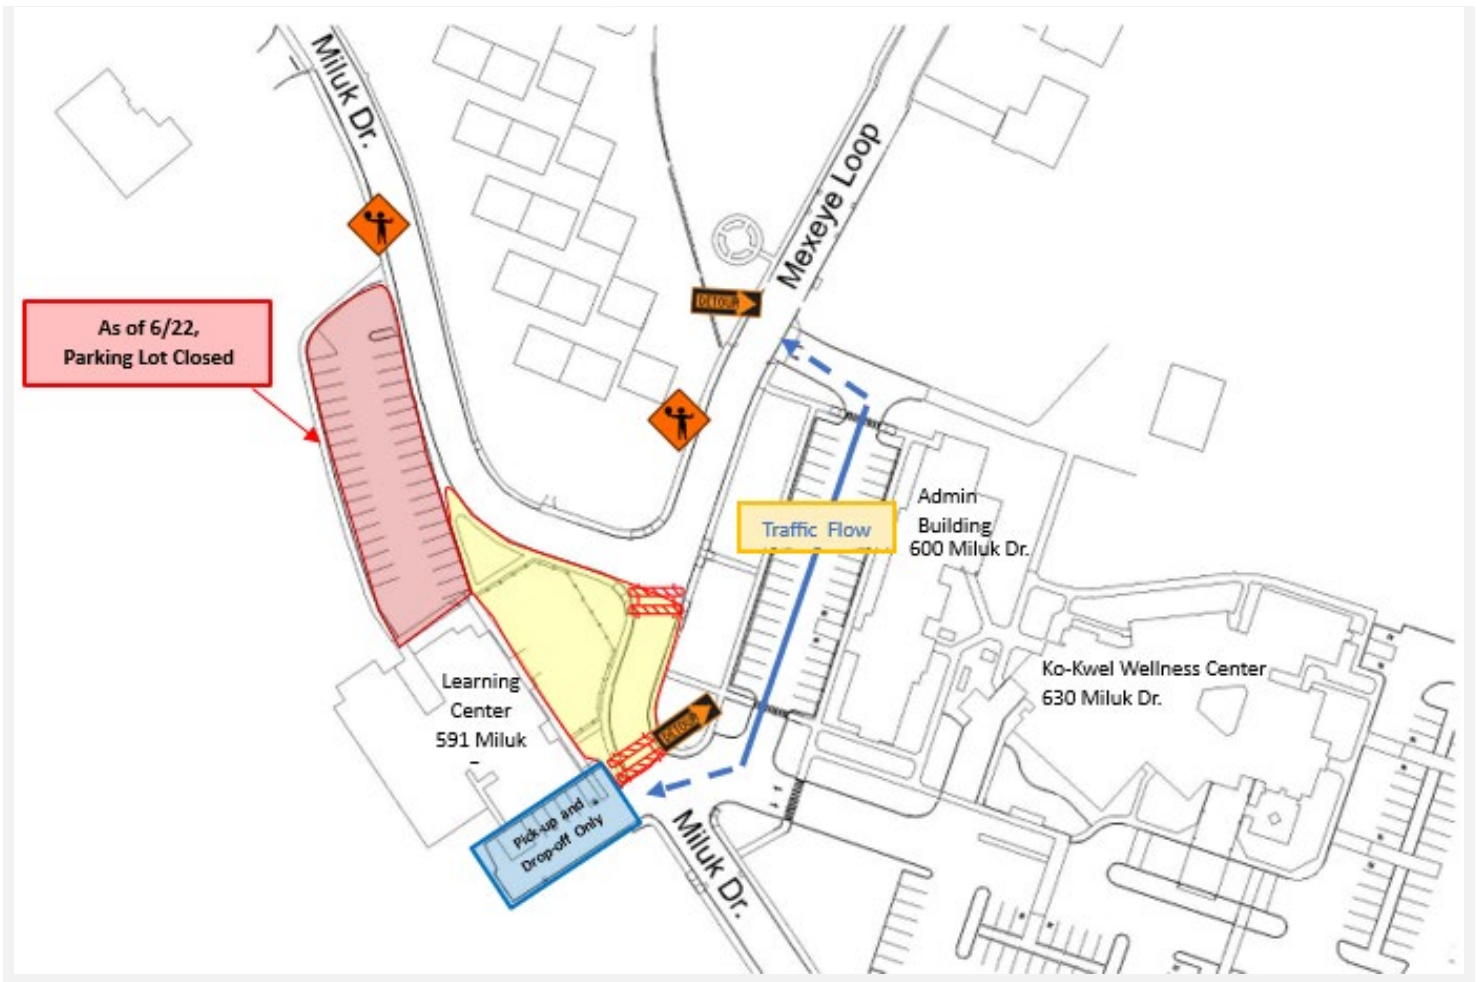 Miluk Dr.
Mexeye Loop
DETOUR
As of 6/22,
Parking Lot Closed
Traffic Flow
Admin
Building
600 Miluk Dr.
Ko-Kwel Wellness Center
630 Miluk Dr.
Learning
Center
591 Miluk
DETOUR
Pick-up and
Drop-off Only
Miluk Dr.